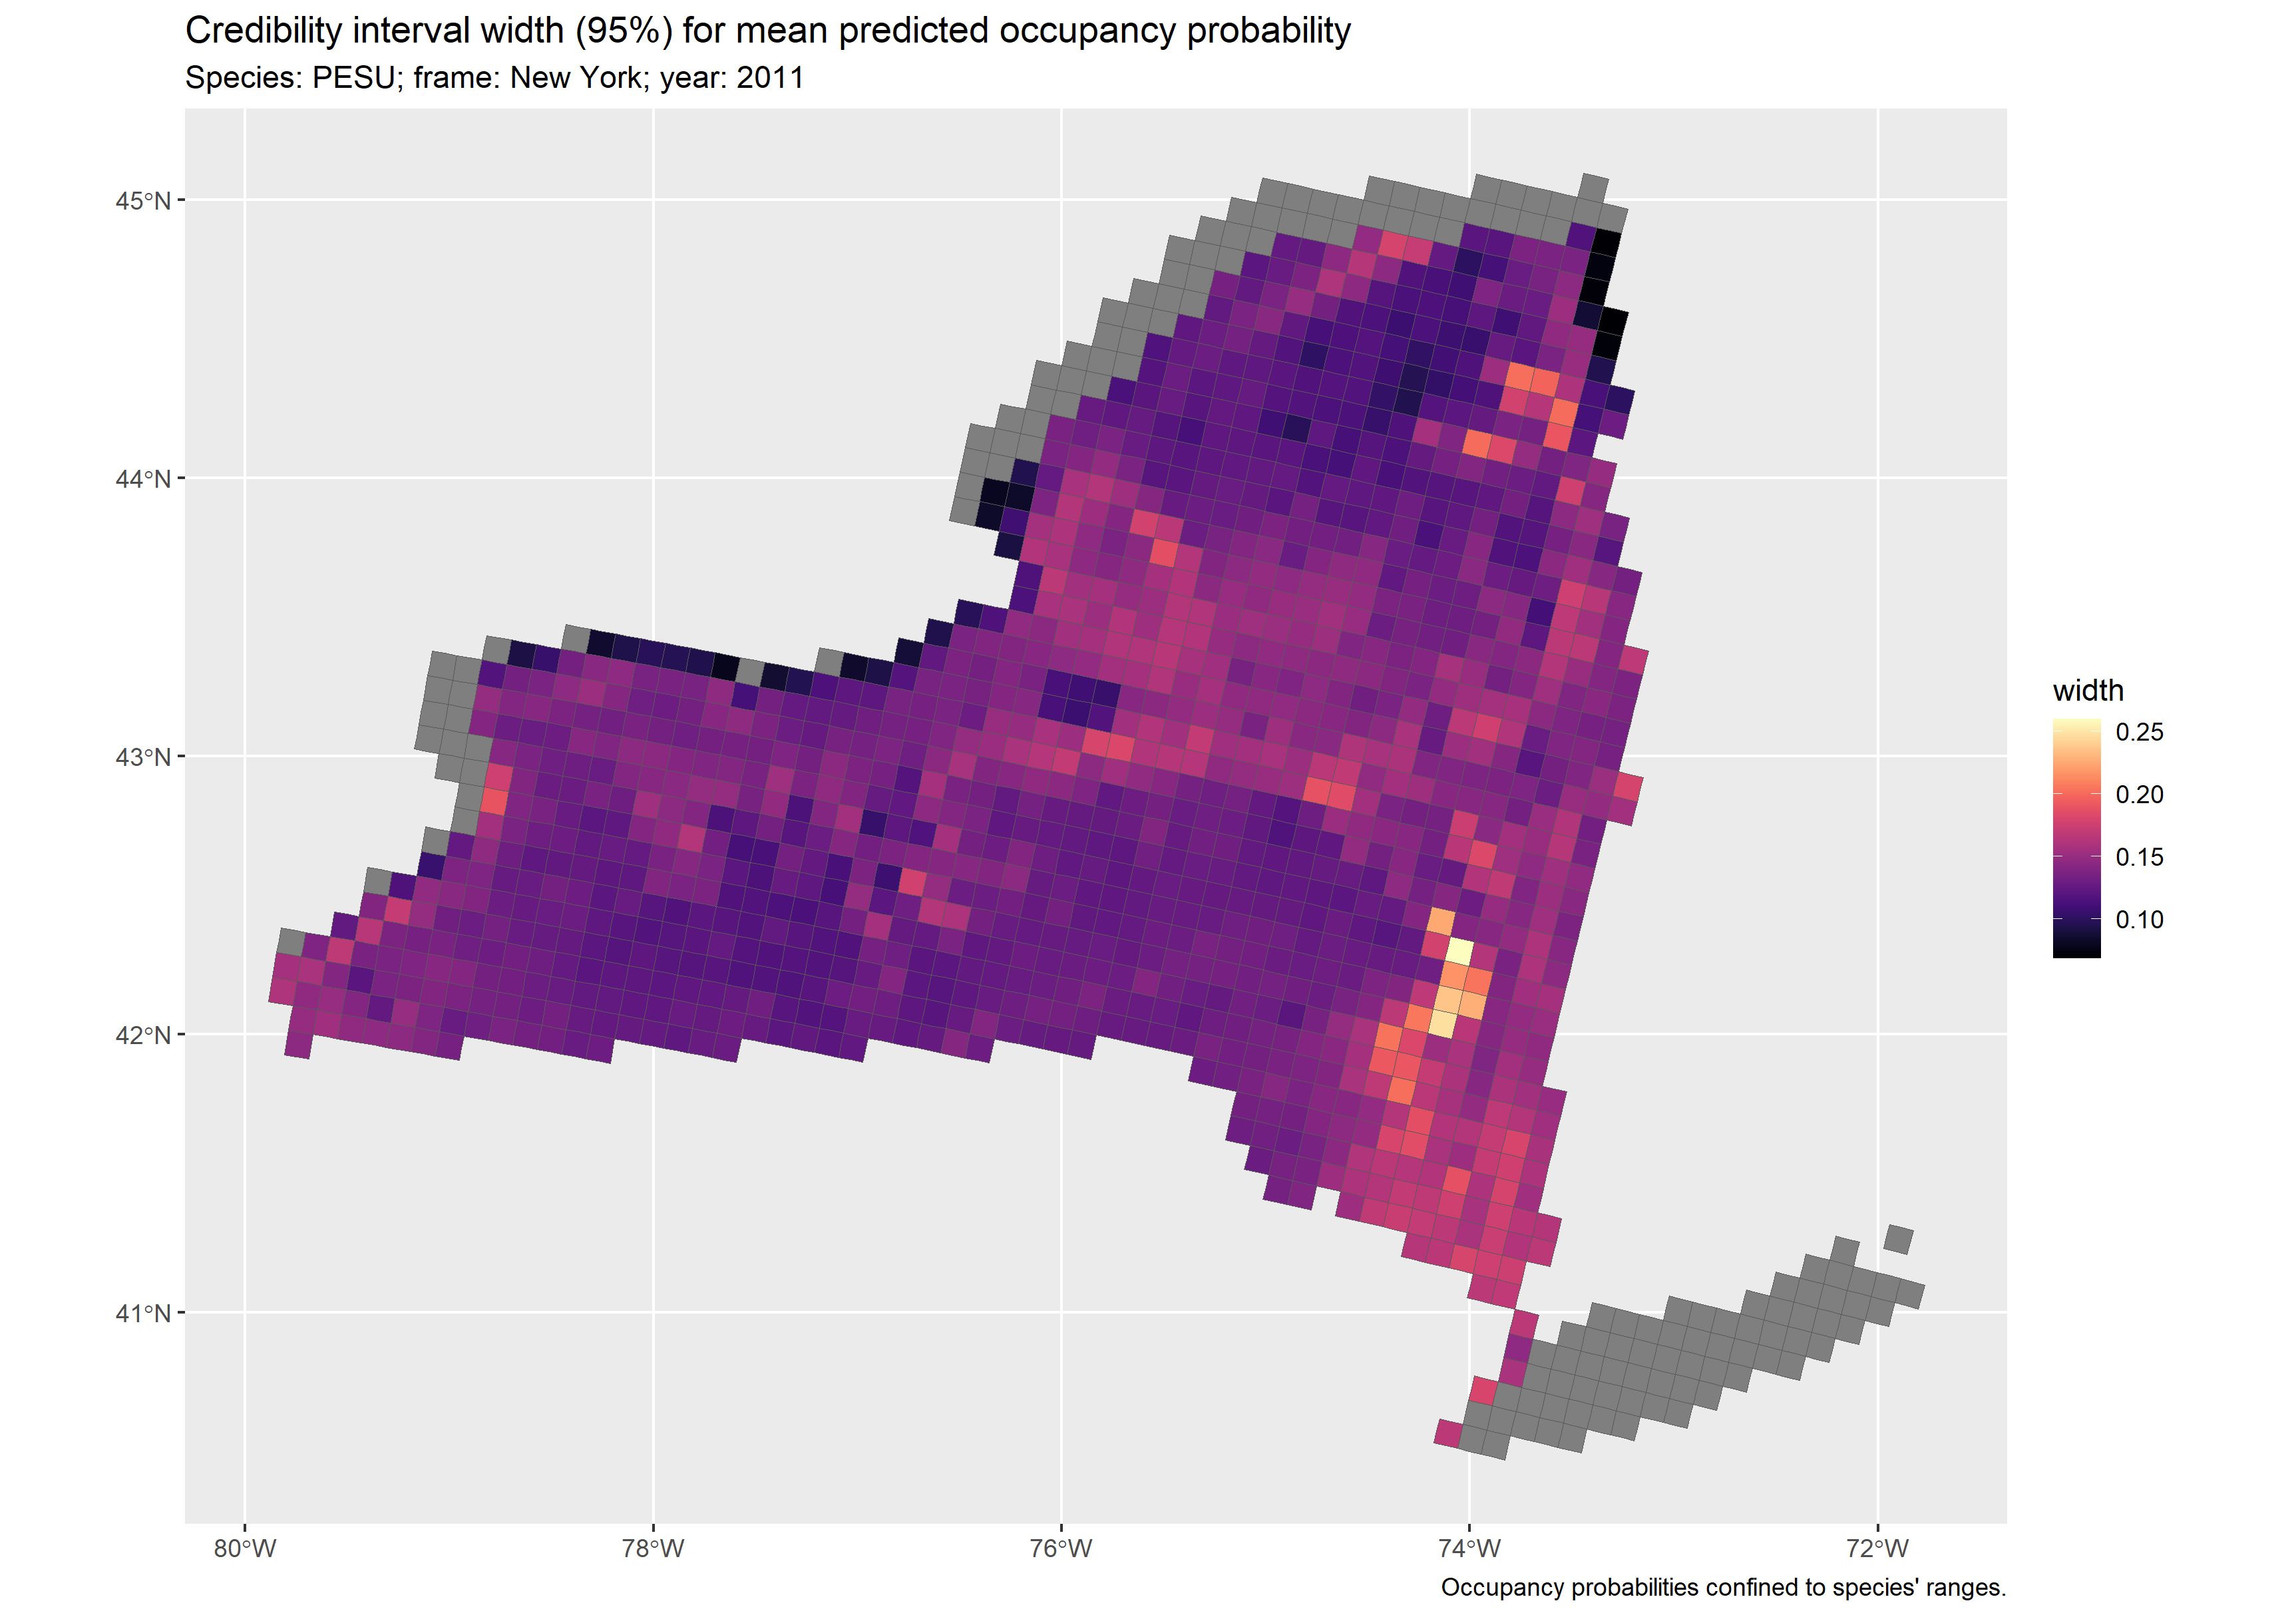 Credibility interval width (95%) for mean predicted occupancy probability
Species: PESU; frame: New York; year: 2011
45°N
44°N
43°N
42°N
41°N
80°W
78°W
76°W
74°W
72°W
width
0.25
0.20
0.15
0.10
Occupancy probabilities confined to species' ranges.